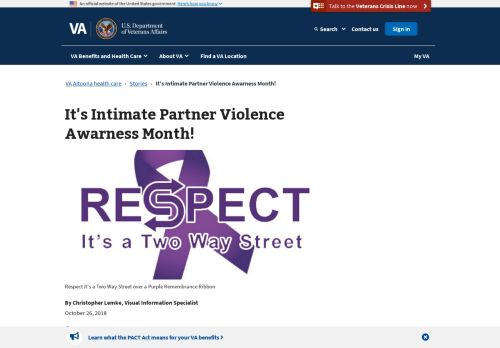 An official website of the United States government Here's how you know
Talk to the Veterans Crisis Line now
VA
U.S. Department
of Veterans Affairs
Search
Contact us
Sign in
VA Benefits and Health Care
About VA
Find a VA Location
My VA
VA Altoona health care › Stories › It's Intimate Partner Violence Awareness Month!
It's Intimate Partner Violence
Awarness Month!
RESPECT
It's a Two Way Street
Respect It's a Two Way Street over a Purple Remembrance Ribbon
By Christopher Lemke, Visual Information Specialist
October 26, 2018
Learn what the PACT Act means for your VA benefits